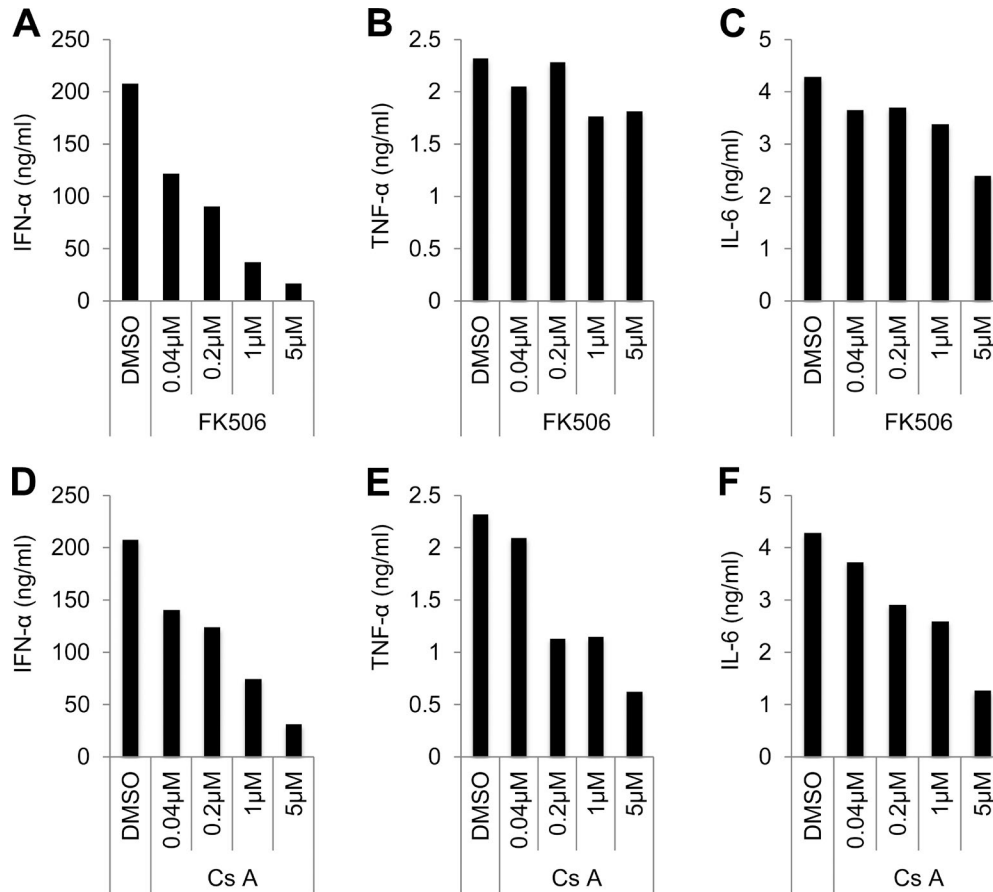 A
IFN-α (ng/ml)
250
200
150
100
50
0
DMSO
0.04µM
0.2µM
1µM
5µM
FK506
B
TNF-α (ng/ml)
2.5
2
1.5
1
0.5
0
DMSO
0.04µM
0.2µM
1µM
5µM
FK506
C
IL-6 (ng/ml)
5
4
3
2
1
0
DMSO
0.04µM
0.2µM
1µM
5µM
FK506
D
IFN-α (ng/ml)
250
200
150
100
50
0
DMSO
0.04µM
0.2µM
1µM
5µM
Cs A
E
TNF-α (ng/ml)
2.5
2
1.5
1
0.5
0
DMSO
0.04µM
0.2µM
1µM
5µM
Cs A
F
IL-6 (ng/ml)
5
4
3
2
1
0
DMSO
0.04µM
0.2µM
1µM
5µM
Cs A